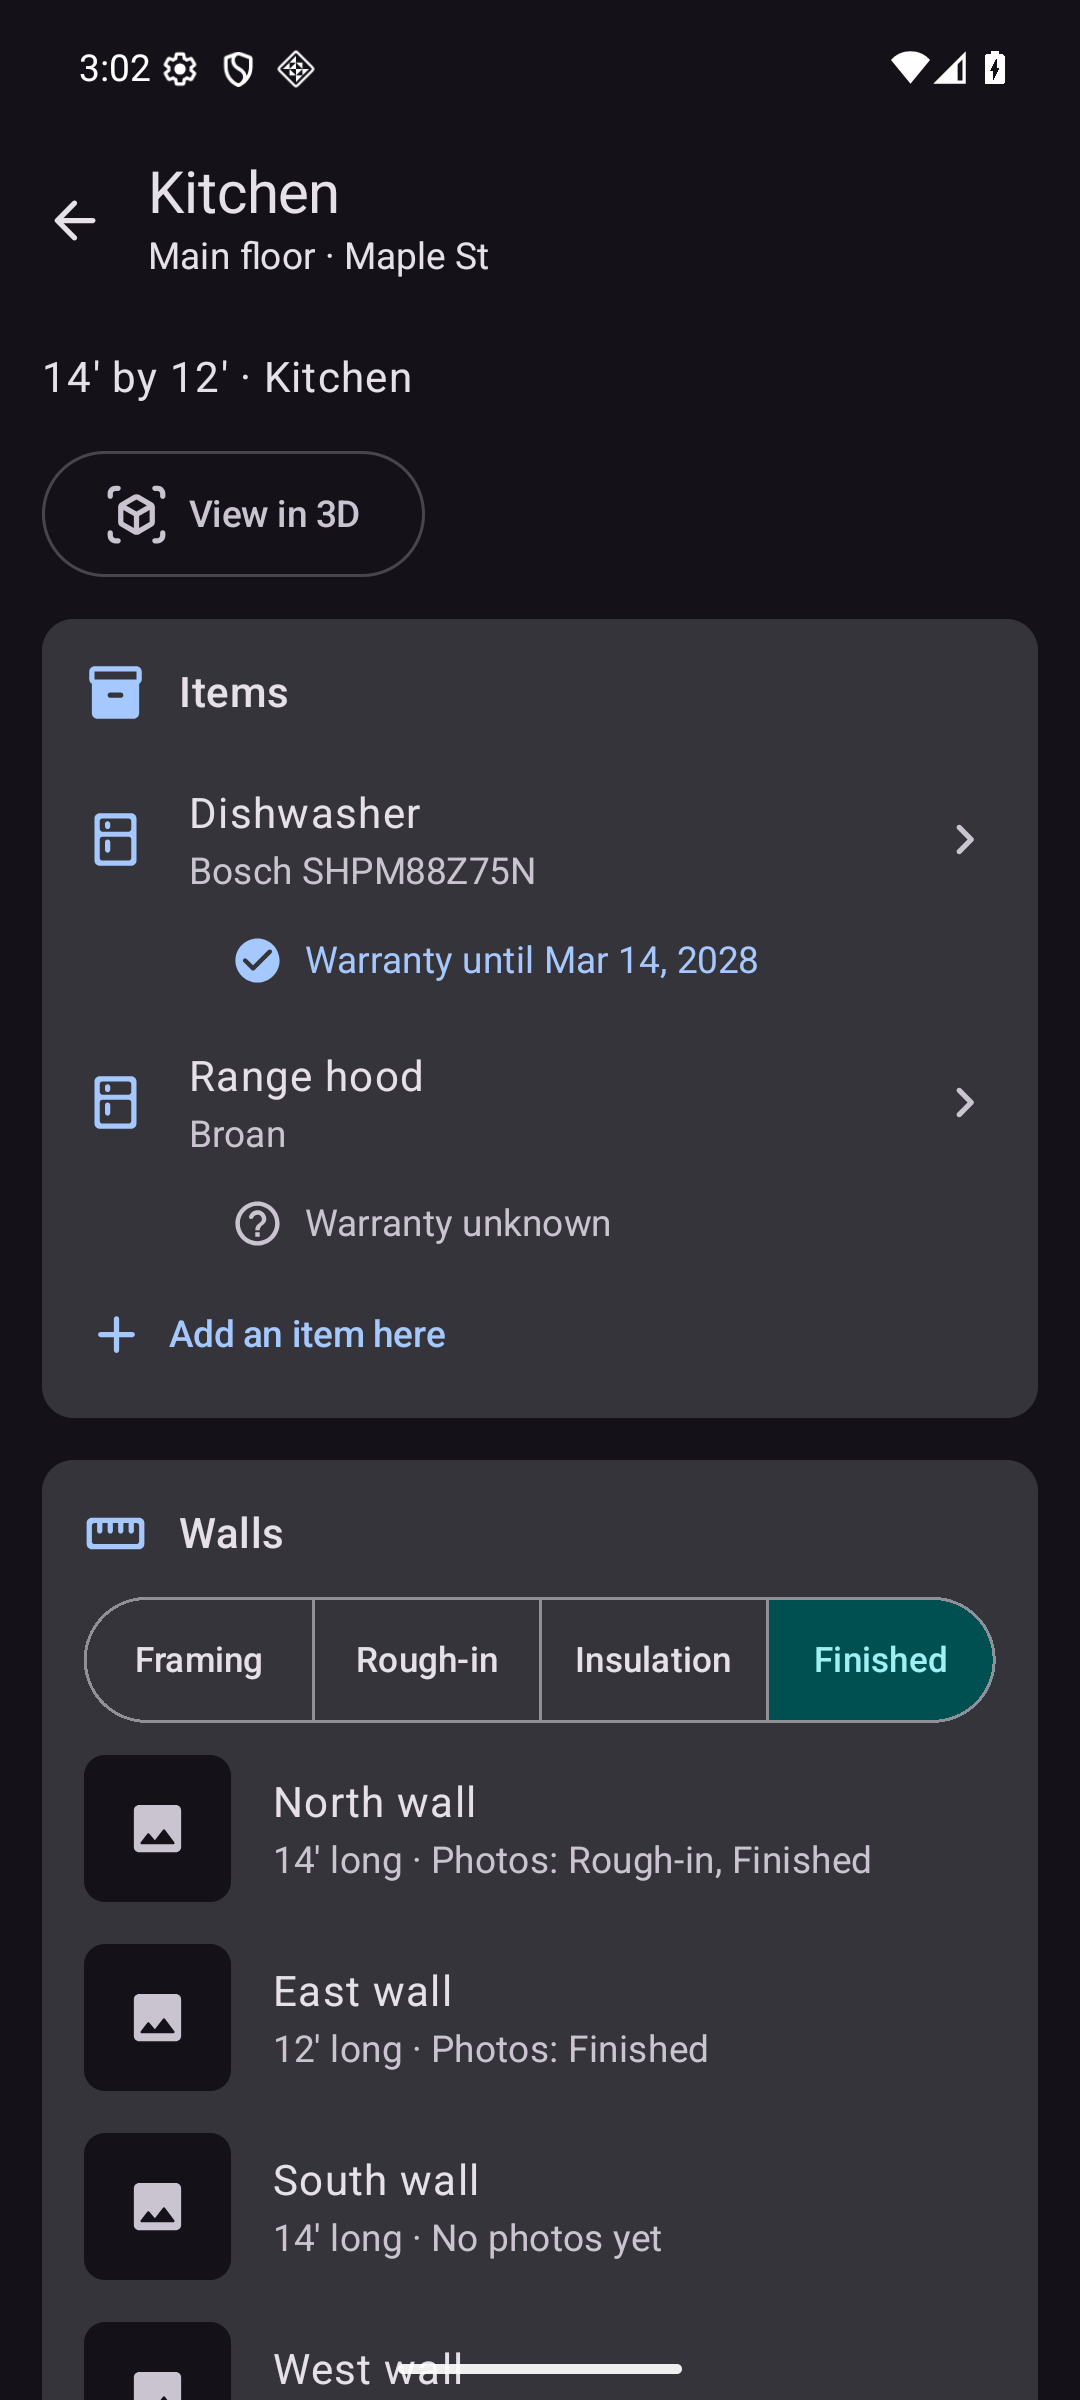 3:02
Kitchen
Main floor · Maple St
14' by 12' · Kitchen
View in 3D
Items
Dishwasher
Bosch SHPM88Z75N
Warranty until Mar 14, 2028
Range hood
Broan
Warranty unknown
Add an item here
Walls
Framing Rough-in Insulation Finished
North wall
14' long · Photos: Rough-in, Finished
East wall
12' long · Photos: Finished
South wall
14' long · No photos yet
West wall